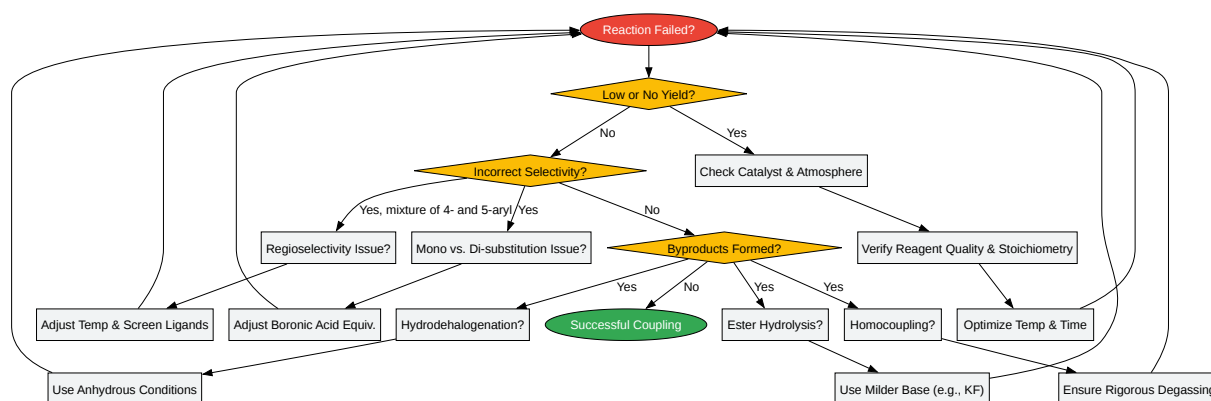 Reaction Failed?
Low or No Yield?
No
Yes
Incorrect Selectivity?
Check Catalyst & Atmosphere
Yes, mixture of 4- and 5-aryl
Yes
No
Regioselectivity Issue?
Mono vs. Di-substitution Issue?
Byproducts Formed?
Verify Reagent Quality & Stoichiometry
Yes
No
Yes
Yes
Adjust Temp & Screen Ligands
Adjust Boronic Acid Equiv.
Hydrodehalogenation?
Successful Coupling
Ester Hydrolysis?
Homocoupling?
Optimize Temp & Time
Use Anhydrous Conditions
Use Milder Base (e.g., KF)
Ensure Rigorous Degassing